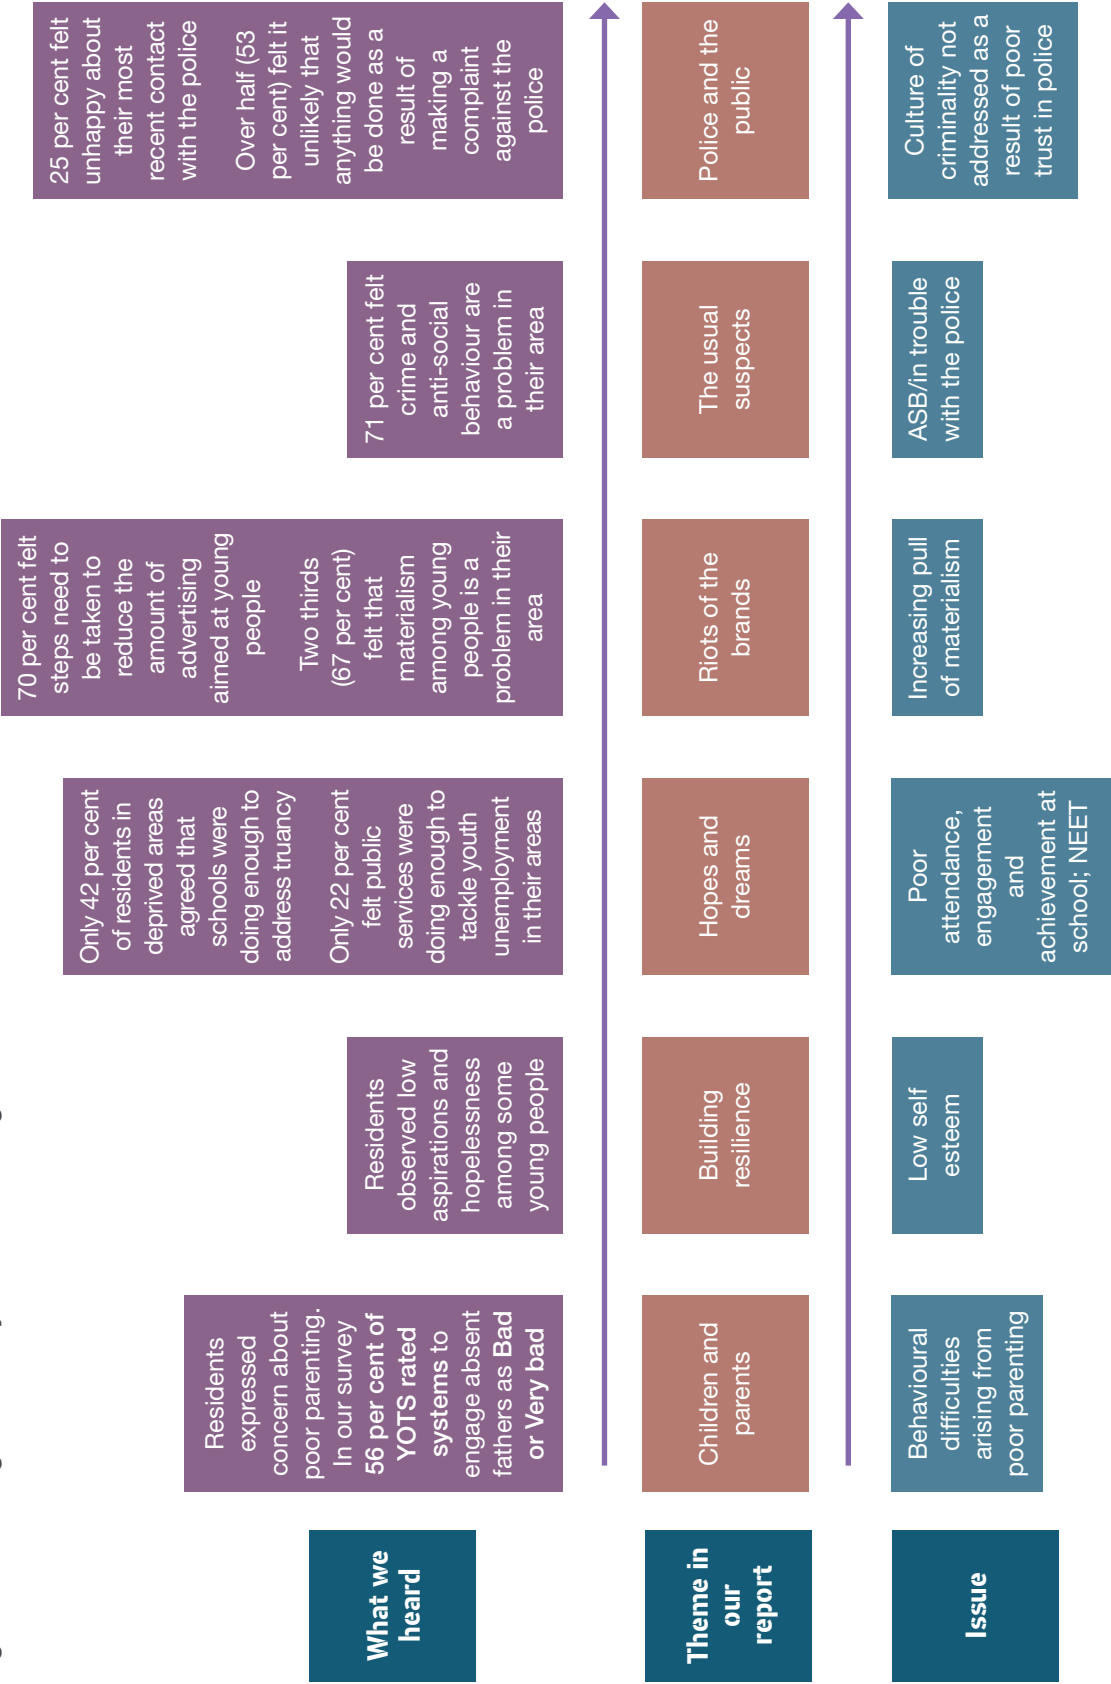 What we
heard
Residents
expressed
concern about
poor parenting.
In our survey
56 per cent of
YOTS rated
systems to
engage absent
fathers as Bad
or Very bad
Residents
observed low
aspirations and
hopelessness
among some
young people
Only 42 per cent
of residents in
deprived areas
agreed that
schools were
doing enough to
address truancy
Only 22 per cent
felt public
services were
doing enough to
tackle youth
unemployment
in their areas
70 per cent felt
steps need to
be taken to
reduce the
amount of
advertising
aimed at young
people
Two thirds
(67 per cent)
felt that
materialism
among young
people is a
problem in their
area
71 per cent felt
crime and
anti-social
behaviour are
a problem in
their area
25 per cent felt
unhappy about
their most
recent contact
with the police
Over half (53
per cent) felt it
unlikely that
anything would
be done as a
result of
making a
complaint
against the
police
Theme in
our
report
Children and
parents
Building
resilience
Hopes and
dreams
Riots of the
brands
The usual
suspects
Police and the
public
Issue
Behavioural
difficulties
arising from
poor parenting
Low self
esteem
Poor
attendance,
engagement
and
achievement at
school; NEET
Increasing pull
of materialism
ASB/in trouble
with the police
Culture of
criminality not
addressed as a
result of poor
trust in police